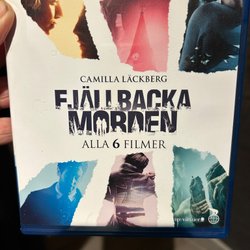 CAMILLA LÄCKBERG
FJÄLLBACKA
MORDEN
ALLA 6 FILMER